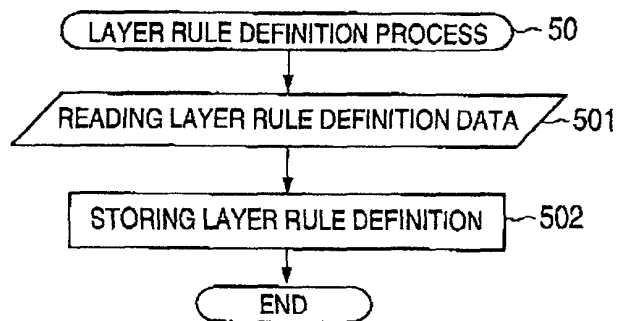 LAYER RULE DEFINITION PROCESS 50
READING LAYER RULE DEFINITION DATA 501
STORING LAYER RULE DEFINITION 502
END